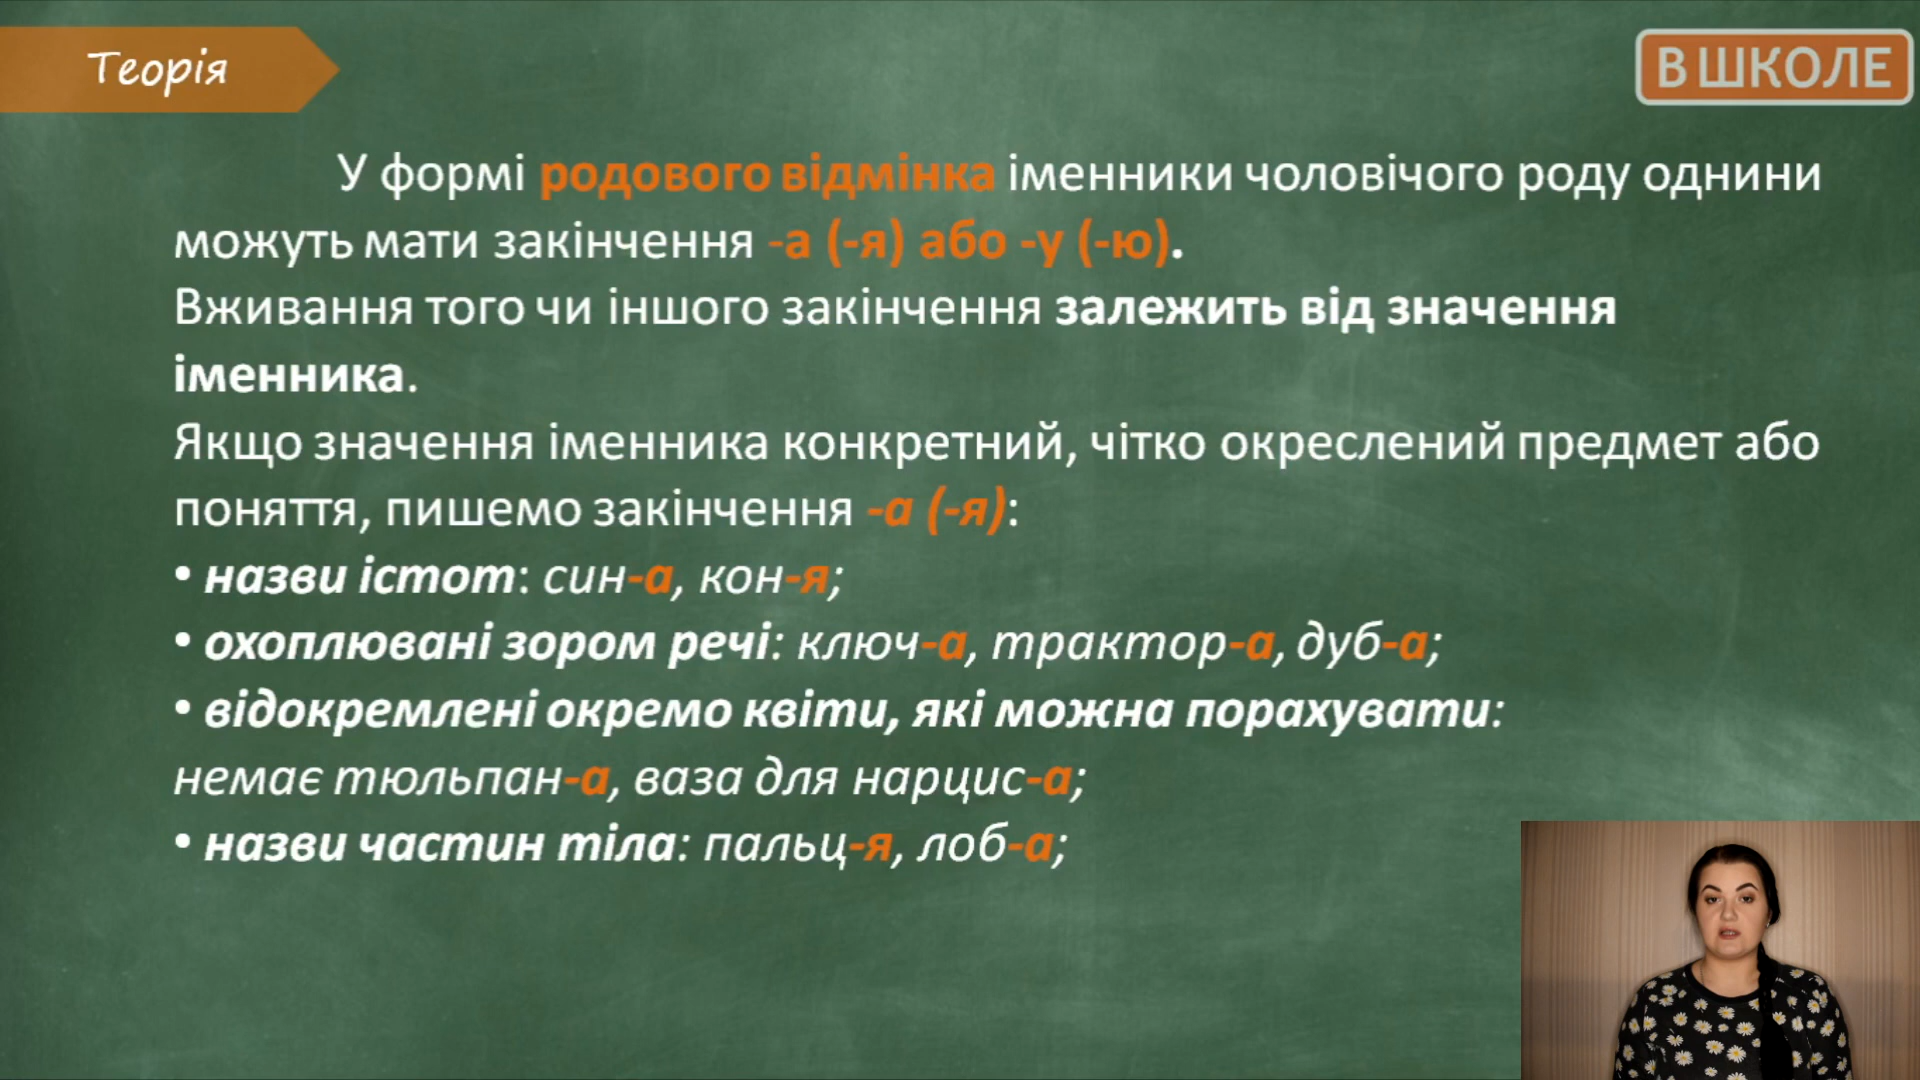 Теорія
В ШКОЛЕ
У формі родового відмінка іменники чоловічого роду однини
можуть мати закінчення -а (-я) або -у (-ю).
Вживання того чи іншого закінчення залежить від значення
іменника.
Якщо значення іменника конкретний, чітко окреслений предмет або
поняття, пишемо закінчення -а (-я):
• назви істот: син-а, кон-я;
• охоплювані зором речі: ключ-а, трактор-а, дуб-а;
• відокремлені окремо квіти, які можна порахувати:
немає тюльпан-а, ваза для нарцис-а;
• назви частин тіла: пальц-я, лоб-а;